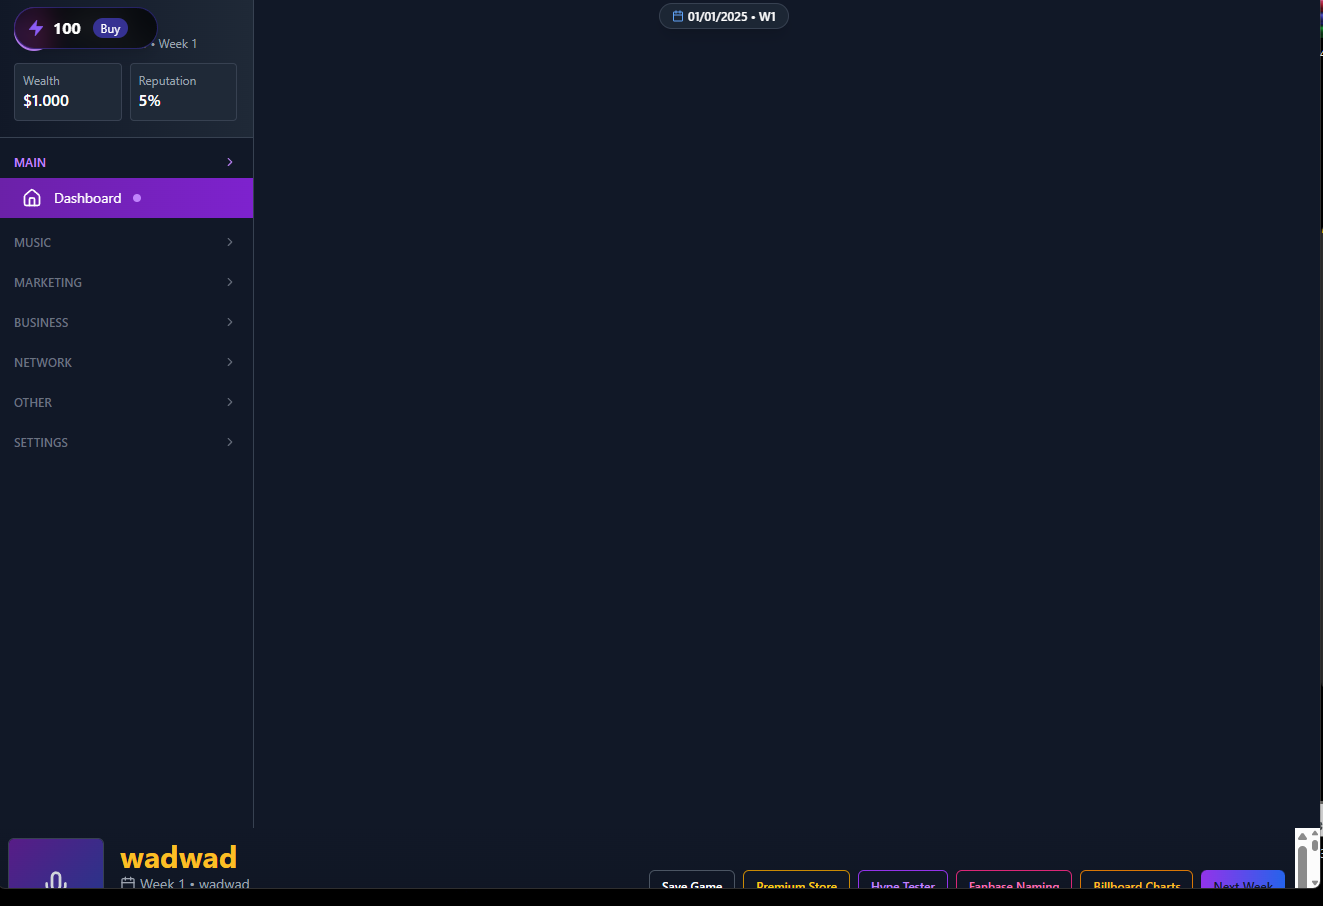 100 Buy
01/01/2025 • W1
• Week 1
Wealth
$1.000
Reputation
5%
MAIN
Dashboard
MUSIC
MARKETING
BUSINESS
NETWORK
OTHER
SETTINGS
wadwad
Week 1 • wadwad
Save Game
Premium Store
Hype Tester
Fanbase Naming
Billboard Charts
Next Week